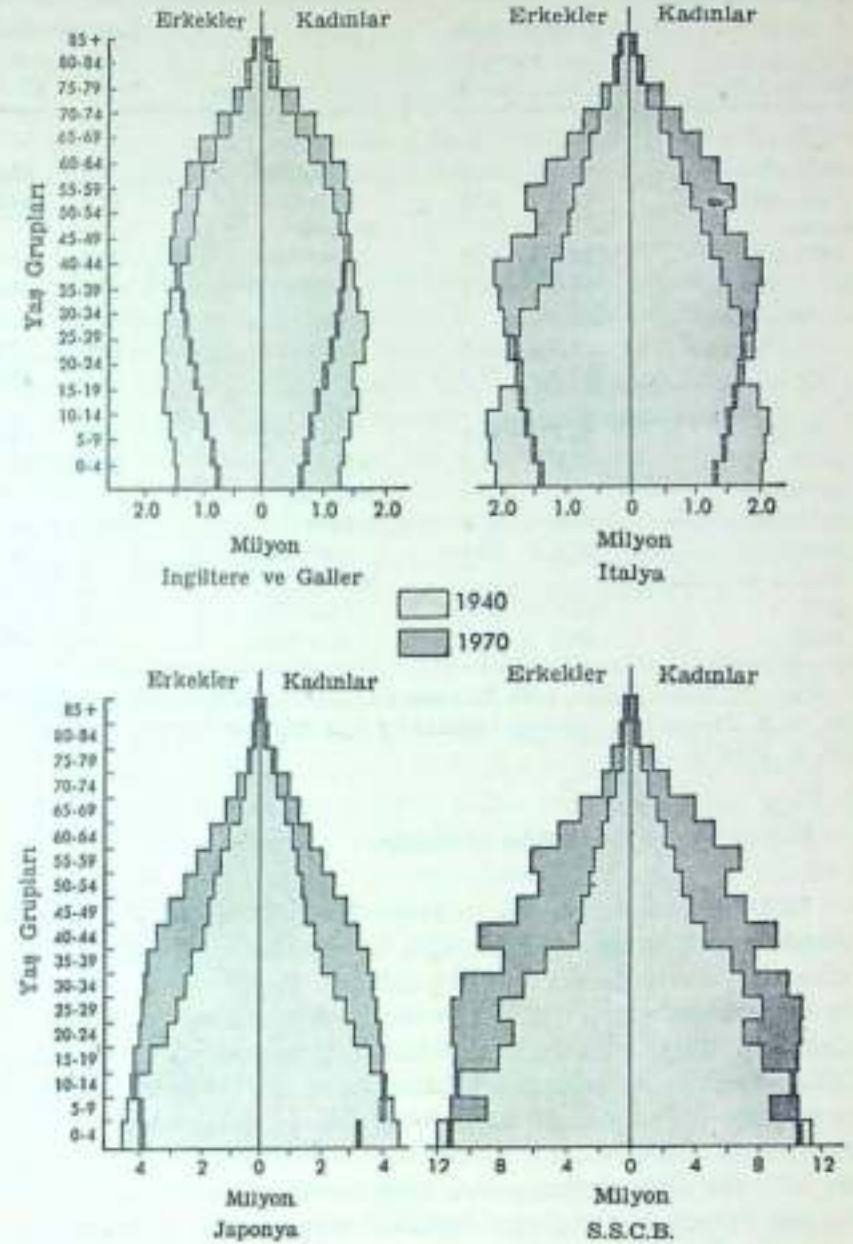 Erkekler Kadınlar
Yaş Grupları
85 +
80-84
75-79
70-74
65-69
60-64
55-59
50-54
45-49
40-44
35-39
30-34
25-29
20-24
15-19
10-14
5-9
0-4
2.0 1.0 0 1.0 2.0
Milyon
İngiltere ve Galler
Erkekler Kadınlar
2.0 1.0 0 1.0 2.0
Milyon
İtalya
1940
1970
Erkekler Kadınlar
Yaş Grupları
85 +
80-84
75-79
70-74
65-69
60-64
55-59
50-54
45-49
40-44
35-39
30-34
25-29
20-24
15-19
10-14
5-9
0-4
4 2 0 2 4
Milyon
Japonya
Erkekler Kadınlar
12 8 4 0 4 8 12
Milyon
S.S.C.B.